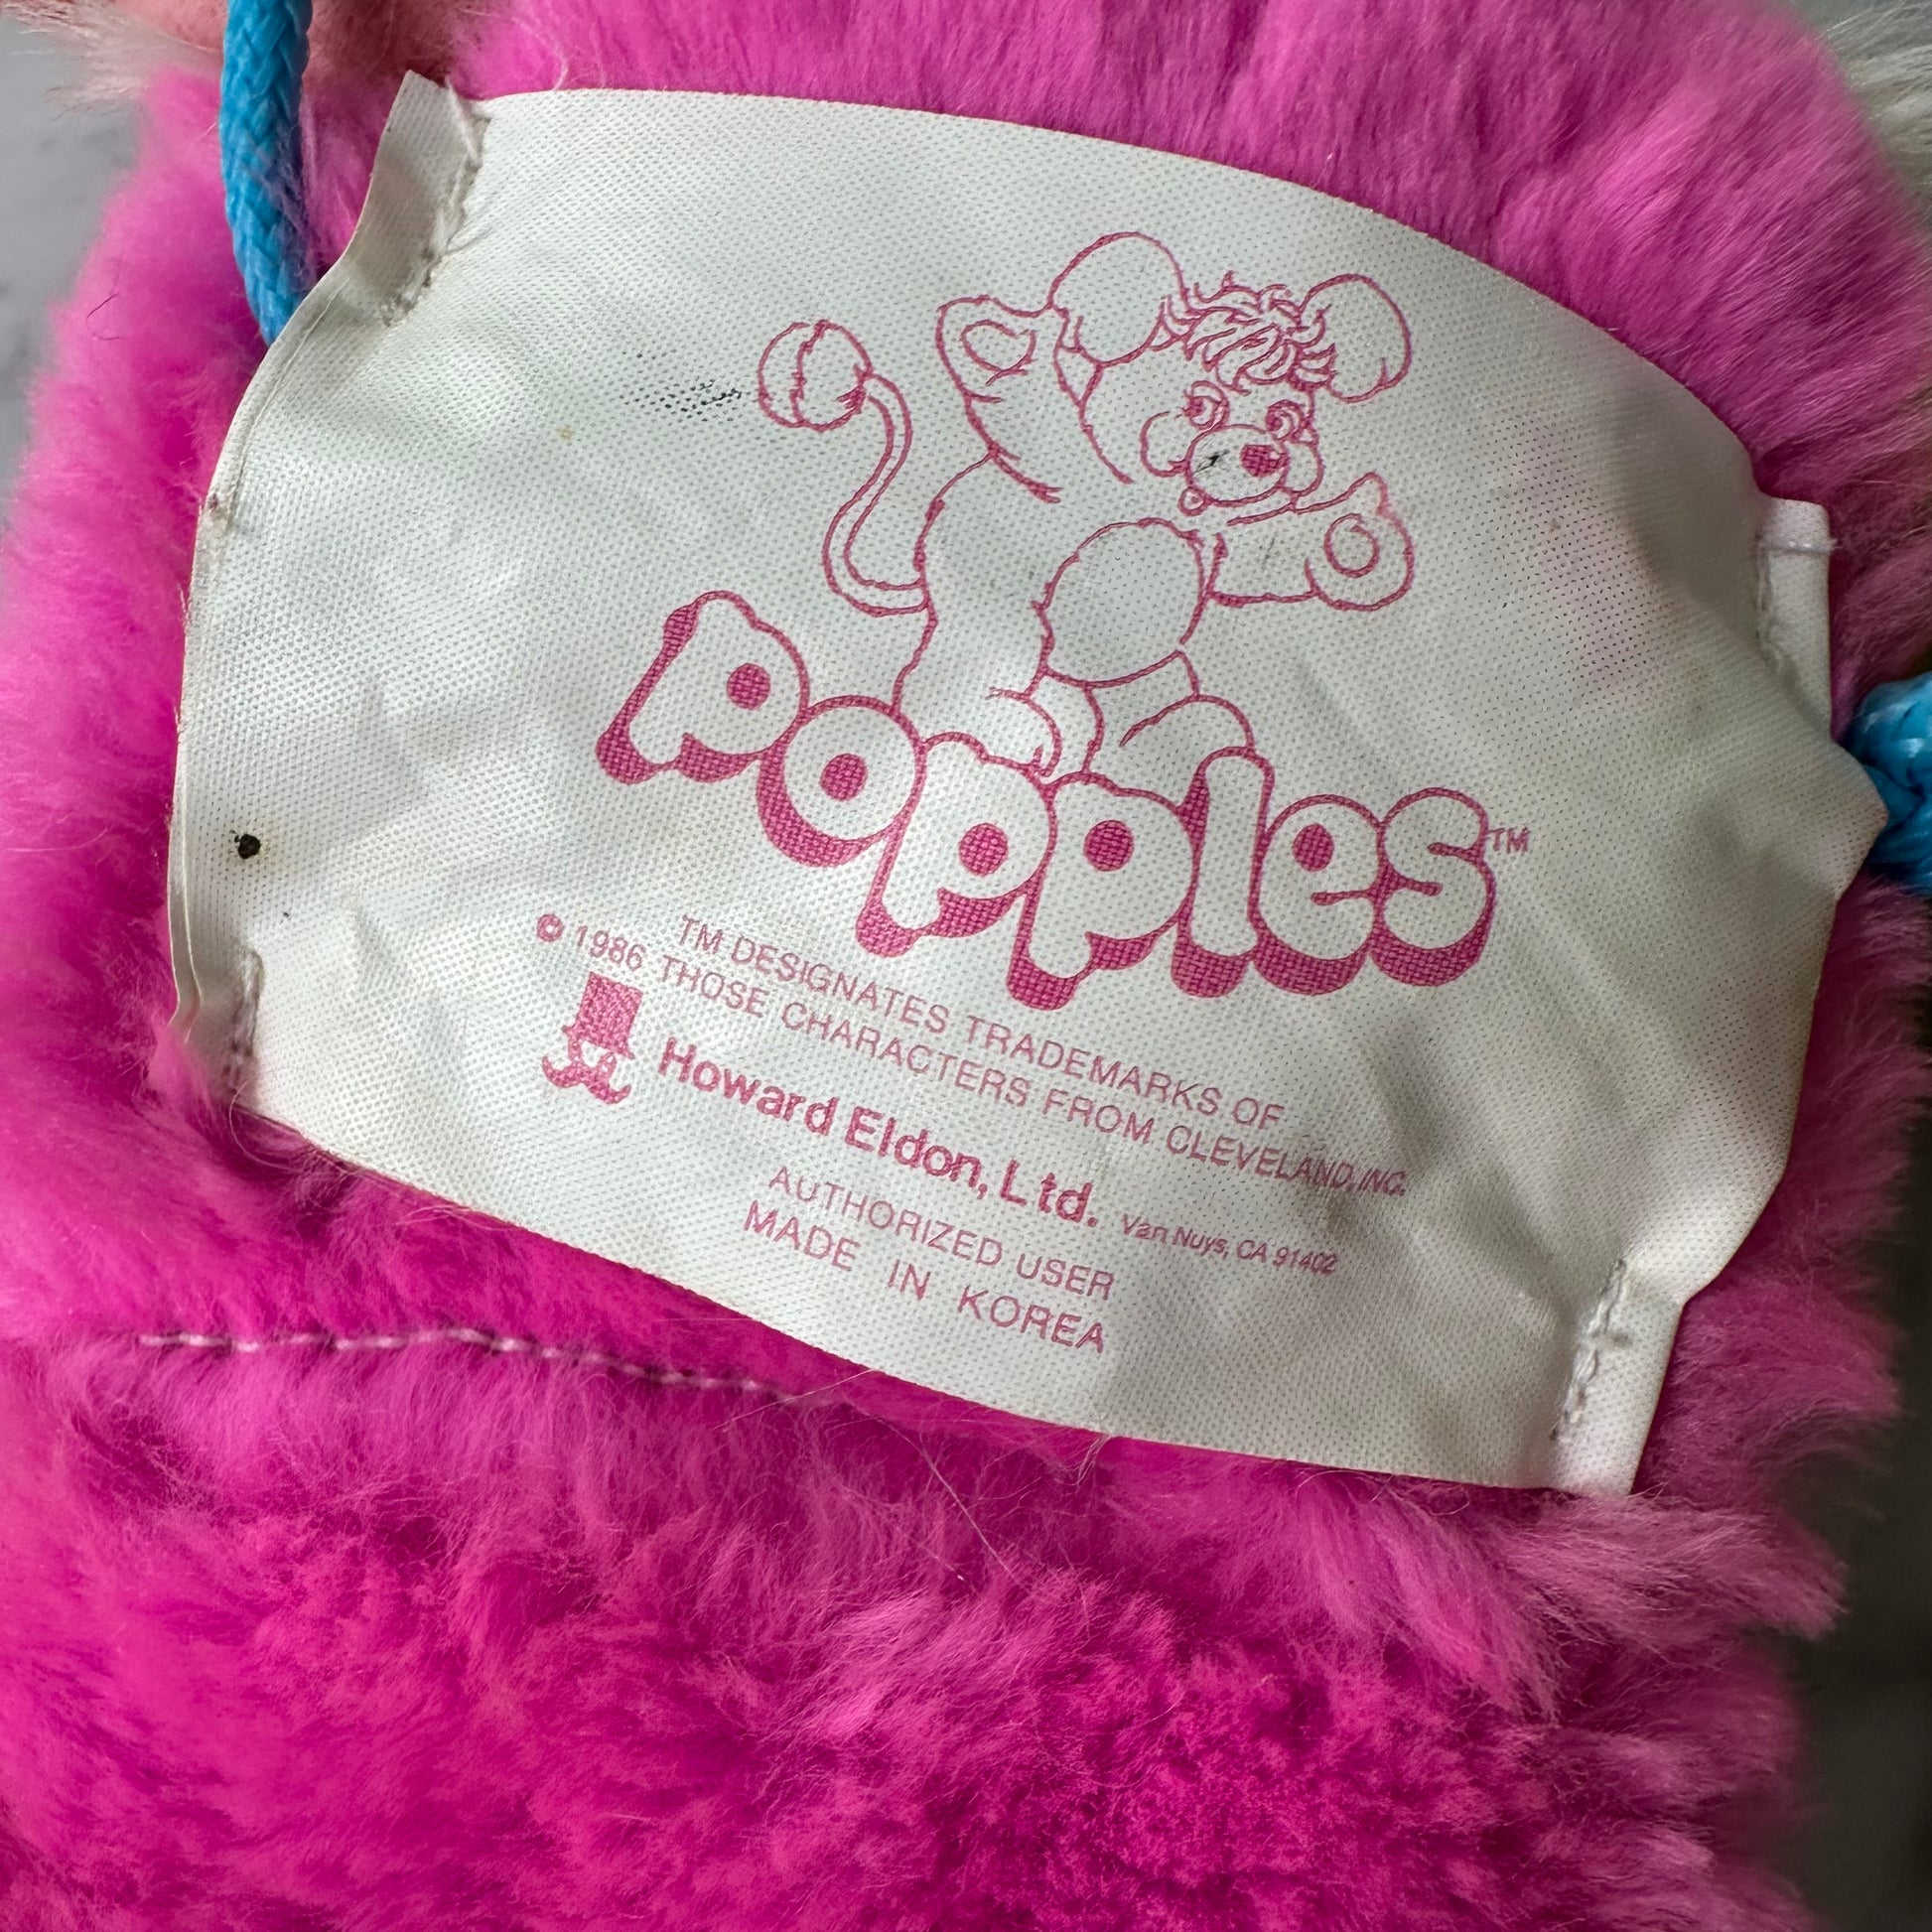 popples™
TM DESIGNATES TRADEMARKS OF
© 1986 THOSE CHARACTERS FROM CLEVELAND, INC.
Howard Eldon, Ltd. Van Nuys, CA 91402
AUTHORIZED USER
MADE IN KOREA